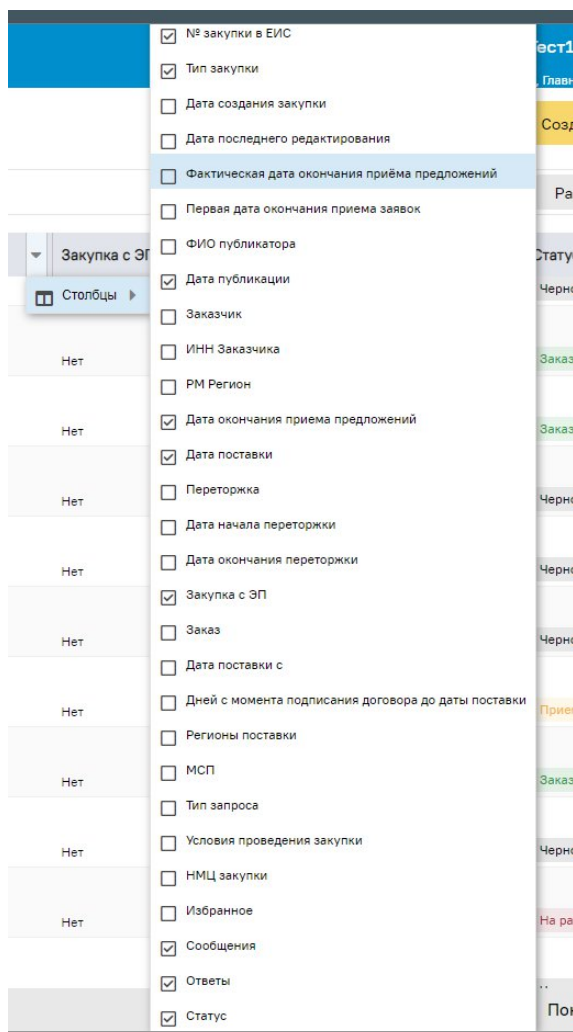 № закупки в ЕИС
Тип закупки
Дата создания закупки
Дата последнего редактирования
Фактическая дата окончания приёма предложений
Первая дата окончания приема заявок
ФИО публикатора
Дата публикации
Заказчик
ИНН Заказчика
РМ Регион
Дата окончания приема предложений
Дата поставки
Переторжка
Дата начала переторжки
Дата окончания переторжки
Закупка с ЭП
Заказ
Дата поставки с
Дней с момента подписания договора до даты поставки
Регионы поставки
МСП
Тип запроса
Условия проведения закупки
НМЦ закупки
Избранное
Сообщения
Ответы
Статус
Закупка с ЭП
Столбцы
Нет
Нет
Нет
Нет
Нет
Нет
Нет
Нет
Нет